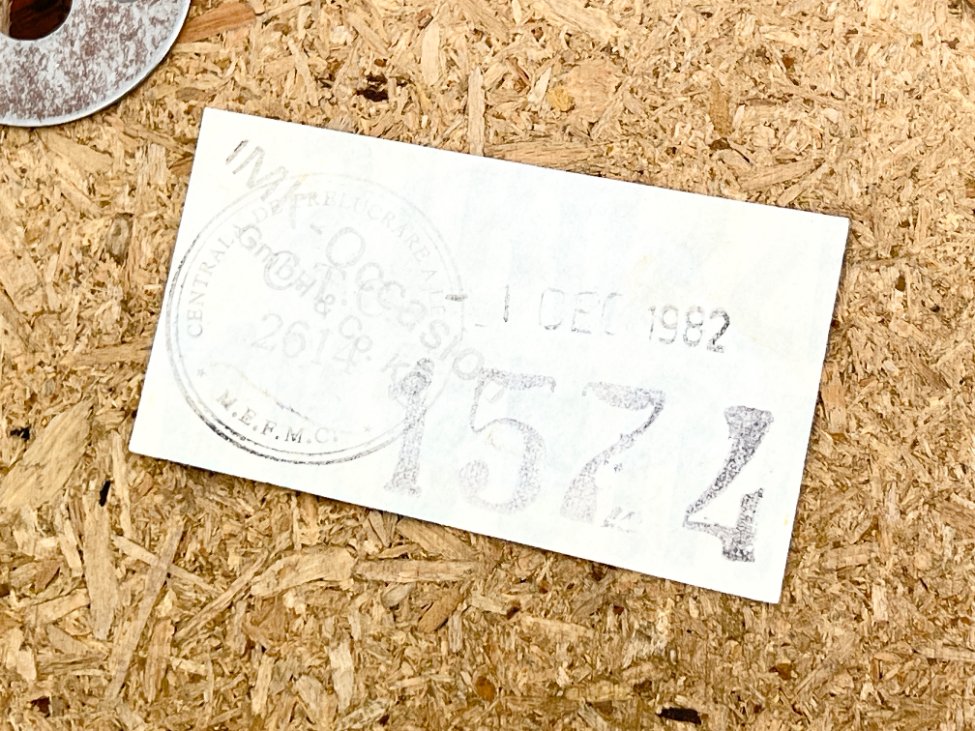 IMK-Occasion
GmbH & Co. KG
CENTRALA DE PRELUCRARE A
2614
M.E.F.M.C.
1 DEC 1982
1574